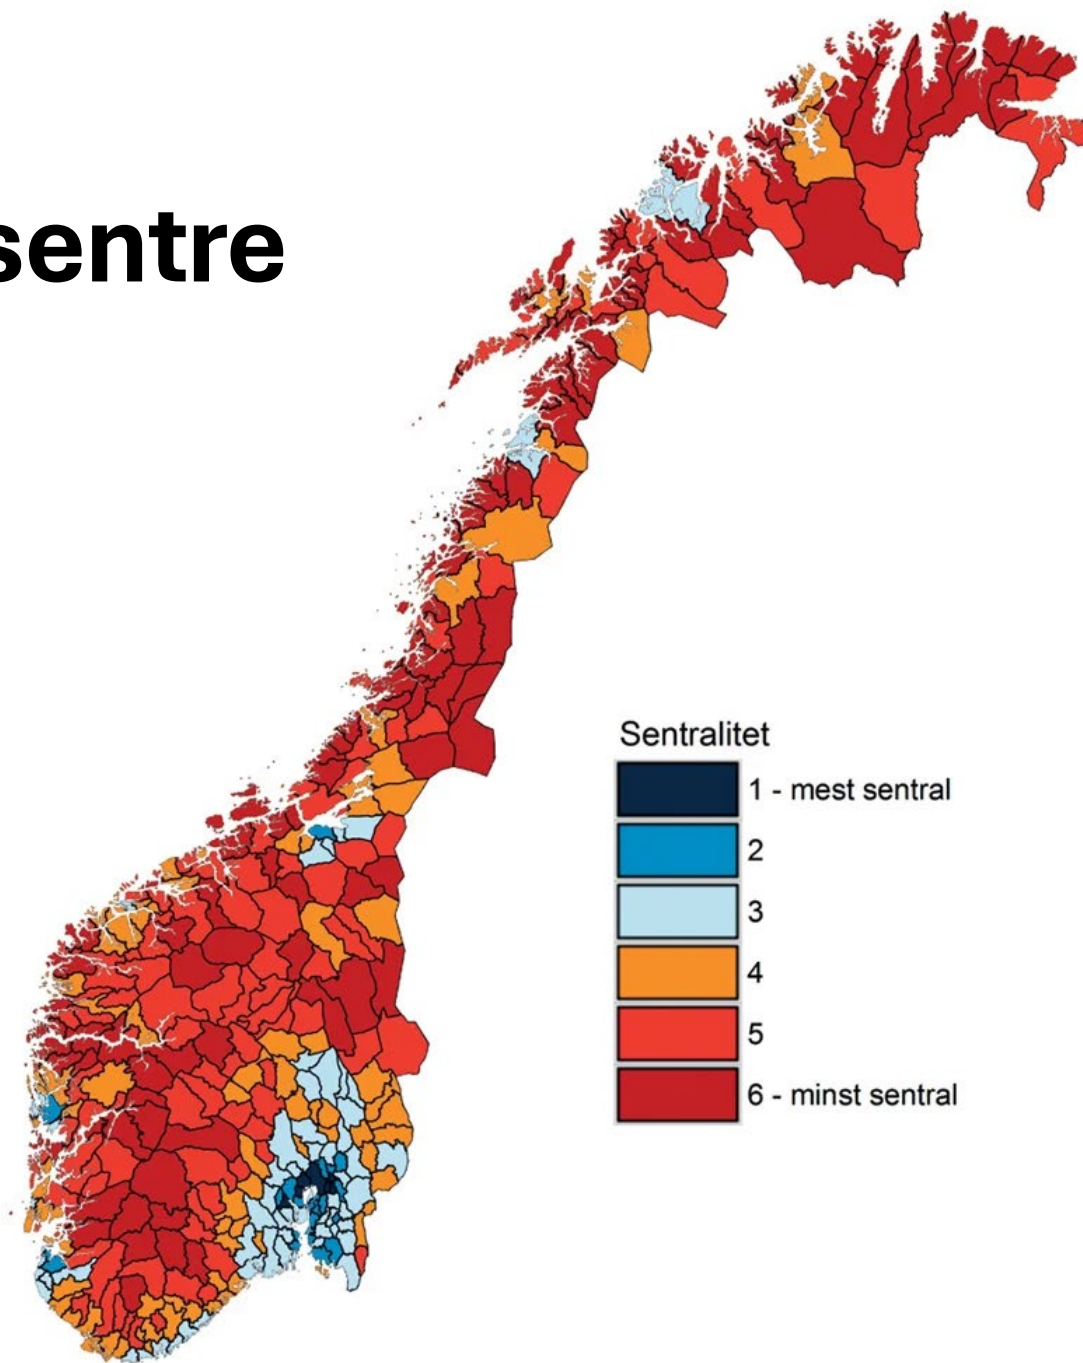 sentre
Sentralitet
1 - mest sentral
2
3
4
5
6 - minst sentral